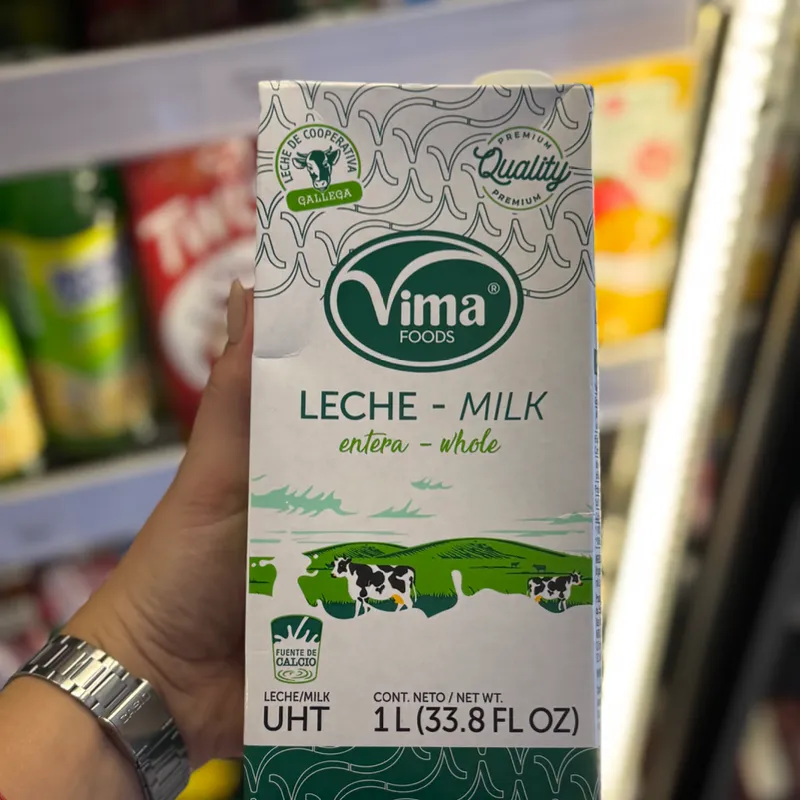 LECHE DE COOPERATIVA
GALLEGA
PREMIUM
Quality
PREMIUM
Vima®
FOODS
LECHE - MILK
entera - whole
FUENTE DE
CALCIO
LECHE/MILK
UHT
CONT. NETO / NET WT.
1 L (33.8 FL OZ)